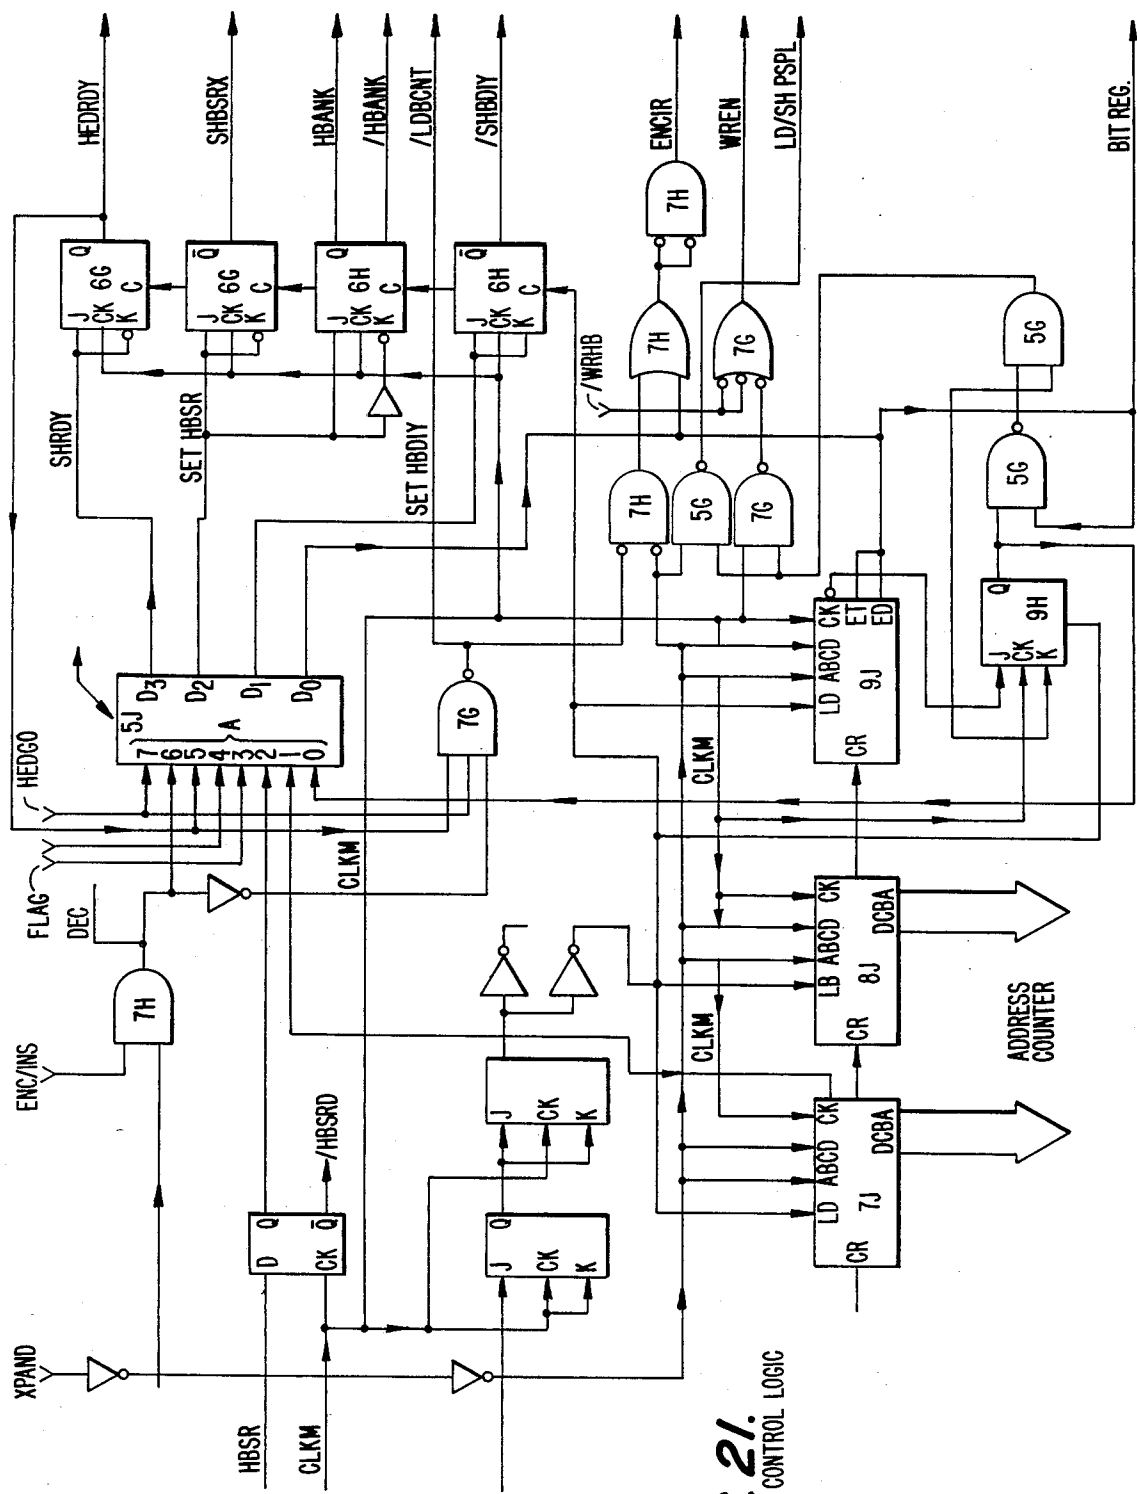 HEDRDY
SHBSRX
HBANK
/HBANK
/LDBCNT
/SHBDIY
ENCIR
WREN
LD/SH PSPL
BIT REG.
Q
6G
J
CK
K
C
Q̅
6G
J
CK
K
C
Q
6H
J
CK
K
C
Q̅
6H
J
CK
K
C
7H
7H
7G
/WRHB
5G
SHRDY
SET HBSR
SET HBDIY
7H
5G
7G
5G
D3
D2
D1
D0
5J
A
7
6
5
4
3
2
1
0
7G
CK
ET
ED
ABCD
LD
9J
CR
Q
9H
J
CK
K
HEDGO
FLAG
DEC
CLKM
CLKM
7H
ENC/INS
CK
ABCD
LB
8J
DCBA
CR
CLKM
ADDRESS
COUNTER
J
CK
K
/HBSRD
D
Q
CK
Q̅
J
Q
CK
K
CK
ABCD
LD
7J
DCBA
CR
XPAND
HBSR
CLKM
21.
CONTROL LOGIC